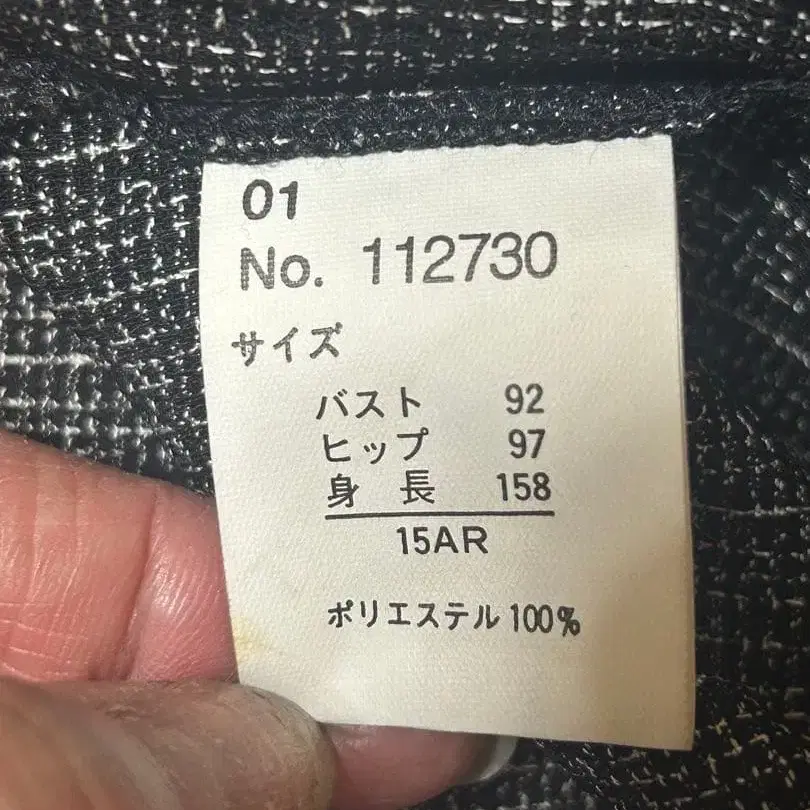 01
No. 112730
サイズ
バスト 92
ヒップ 97
身 長 158
15AR
ポリエステル 100%